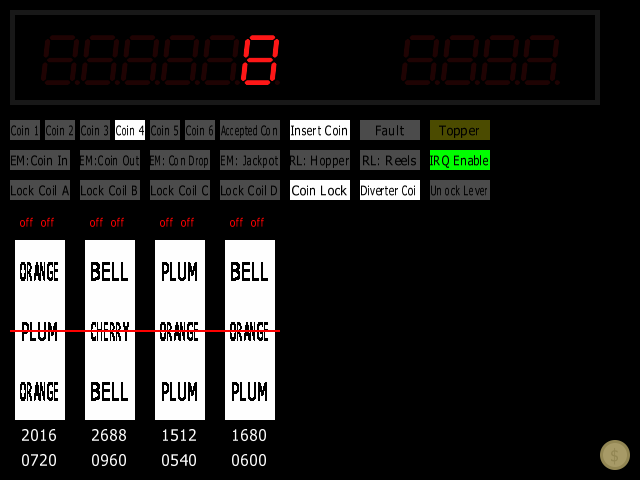 8
Coin 1 Coin 2 Coin 3 Coin 4 Coin 5 Coin 6 Accepted Coin Insert Coin Fault Topper
EM:Coin In EM:Coin Out EM: Coin Drop EM: Jackpot RL: Hopper RL: Reels IRQ Enable
Lock Coil A Lock Coil B Lock Coil C Lock Coil D Coin Lock Diverter Coi Unlock Lever
off off off off off off off off
ORANGE BELL PLUM BELL
PLUM CHERRY ORANGE ORANGE
ORANGE BELL PLUM PLUM
2016 2688 1512 1680
0720 0960 0540 0600
$